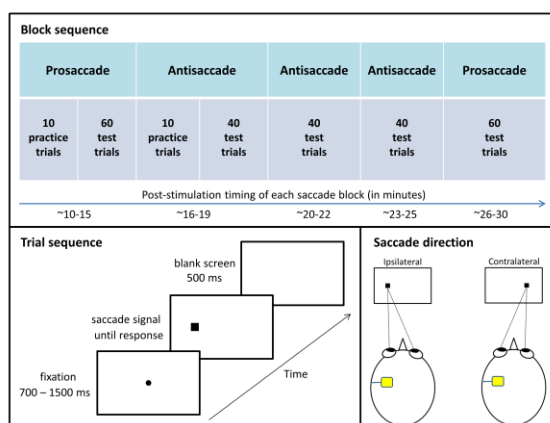 Block sequence
Prosaccade Antisaccade Antisaccade Antisaccade Prosaccade
10 60 10 40 40 40 60
practice test practice test test test test
trials trials trials trials trials trials trials
Post-stimulation timing of each saccade block (in minutes)
~10-15 ~16-19 ~20-22 ~23-25 ~26-30
Trial sequence
blank screen
500 ms
saccade signal
until response
fixation
700 – 1500 ms
Time
Saccade direction
Ipsilateral Contralateral